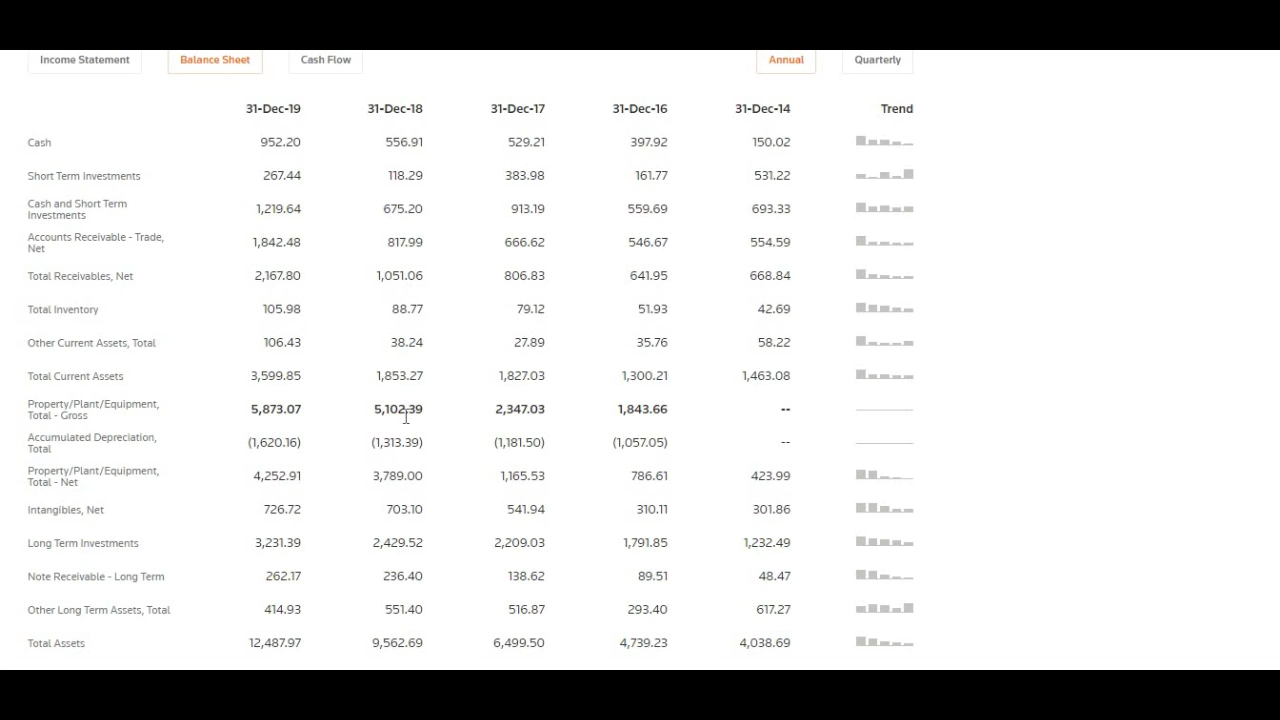 Income Statement Balance Sheet Cash Flow Annual Quarterly
31-Dec-19 31-Dec-18 31-Dec-17 31-Dec-16 31-Dec-14 Trend
Cash 952.20 556.91 529.21 397.92 150.02
Short Term Investments 267.44 118.29 383.98 161.77 531.22
Cash and Short Term
Investments 1,219.64 675.20 913.19 559.69 693.33
Accounts Receivable - Trade,
Net 1,842.48 817.99 666.62 546.67 554.59
Total Receivables, Net 2,167.80 1,051.06 806.83 641.95 668.84
Total Inventory 105.98 88.77 79.12 51.93 42.69
Other Current Assets, Total 106.43 38.24 27.89 35.76 58.22
Total Current Assets 3,599.85 1,853.27 1,827.03 1,300.21 1,463.08
Property/Plant/Equipment,
Total - Gross 5,873.07 5,102.39 2,347.03 1,843.66 --
Accumulated Depreciation,
Total (1,620.16) (1,313.39) (1,181.50) (1,057.05) --
Property/Plant/Equipment,
Total - Net 4,252.91 3,789.00 1,165.53 786.61 423.99
Intangibles, Net 726.72 703.10 541.94 310.11 301.86
Long Term Investments 3,231.39 2,429.52 2,209.03 1,791.85 1,232.49
Note Receivable - Long Term 262.17 236.40 138.62 89.51 48.47
Other Long Term Assets, Total 414.93 551.40 516.87 293.40 617.27
Total Assets 12,487.97 9,562.69 6,499.50 4,739.23 4,038.69